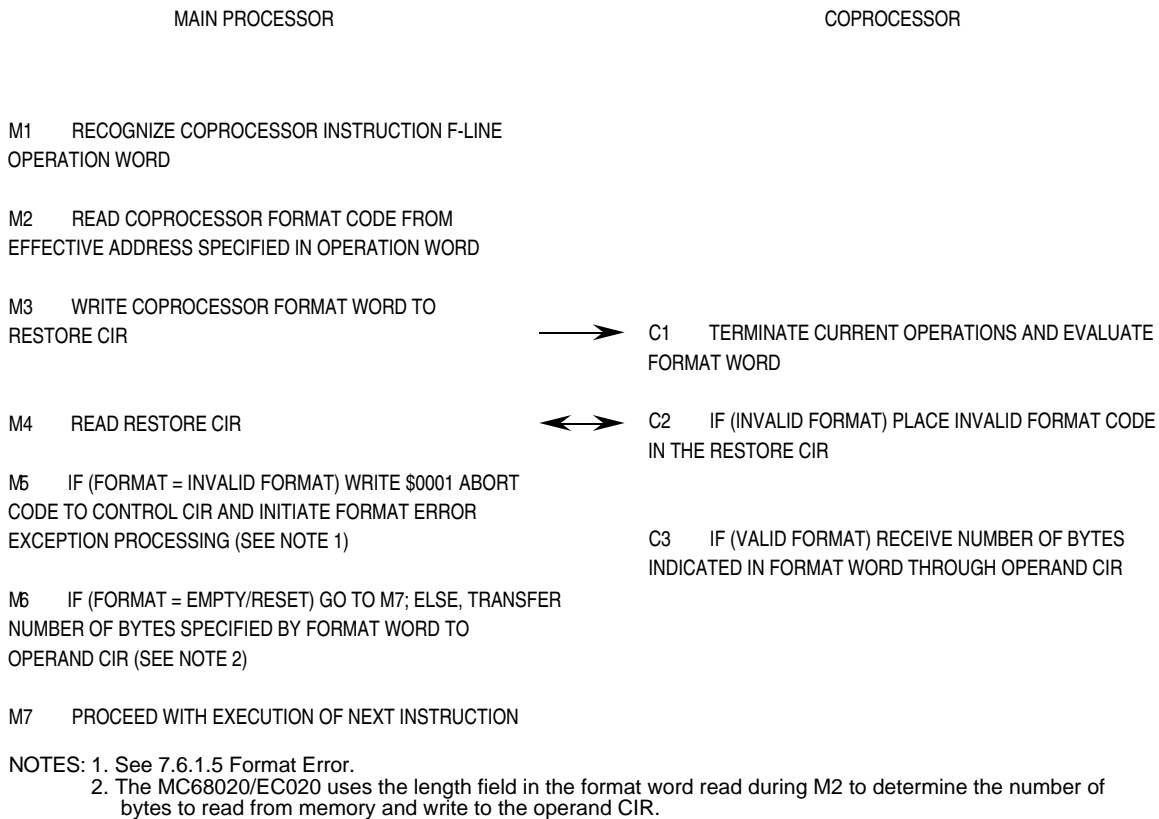 MAIN PROCESSOR
COPROCESSOR
M1 RECOGNIZE COPROCESSOR INSTRUCTION F-LINE
OPERATION WORD
M2 READ COPROCESSOR FORMAT CODE FROM
EFFECTIVE ADDRESS SPECIFIED IN OPERATION WORD
M3 WRITE COPROCESSOR FORMAT WORD TO
RESTORE CIR
C1 TERMINATE CURRENT OPERATIONS AND EVALUATE
FORMAT WORD
M4 READ RESTORE CIR
C2 IF (INVALID FORMAT) PLACE INVALID FORMAT CODE
IN THE RESTORE CIR
M5 IF (FORMAT = INVALID FORMAT) WRITE $0001 ABORT
CODE TO CONTROL CIR AND INITIATE FORMAT ERROR
EXCEPTION PROCESSING (SEE NOTE 1)
C3 IF (VALID FORMAT) RECEIVE NUMBER OF BYTES
INDICATED IN FORMAT WORD THROUGH OPERAND CIR
M6 IF (FORMAT = EMPTY/RESET) GO TO M7; ELSE, TRANSFER
NUMBER OF BYTES SPECIFIED BY FORMAT WORD TO
OPERAND CIR (SEE NOTE 2)
M7 PROCEED WITH EXECUTION OF NEXT INSTRUCTION
NOTES: 1. See 7.6.1.5 Format Error.
2. The MC68020/EC020 uses the length field in the format word read during M2 to determine the number of
bytes to read from memory and write to the operand CIR.